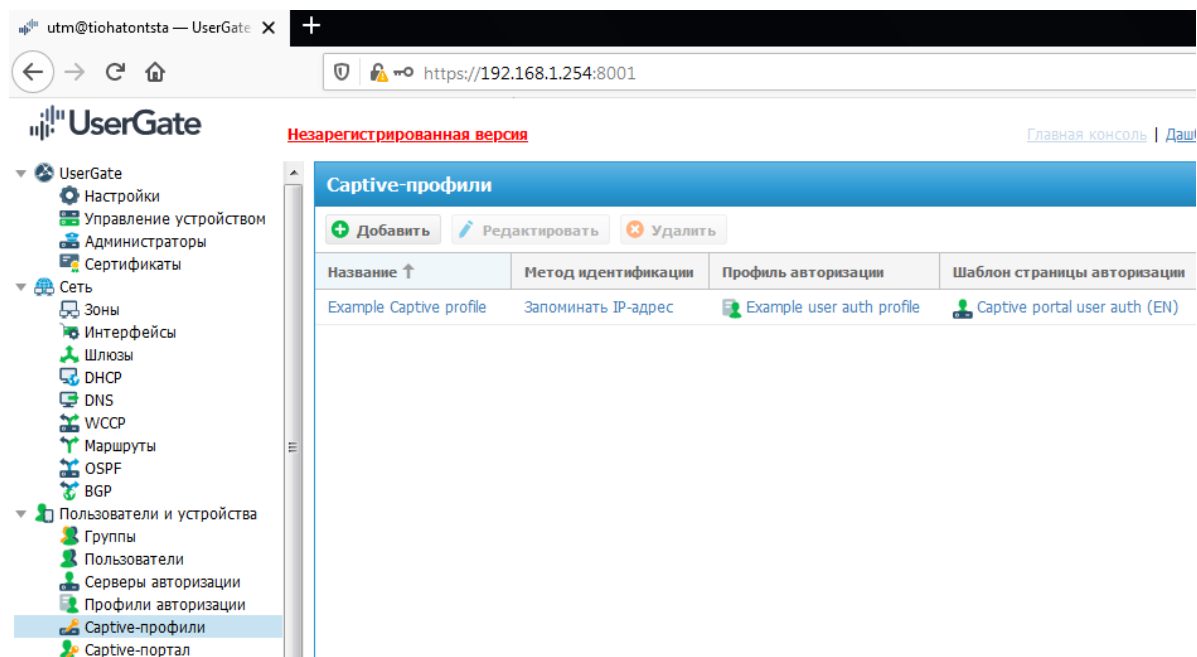 utm@tiohatontsta — UserGate
https://192.168.1.254:8001
UserGate
Незарегистрированная версия
Главная консоль | Даш
UserGate
Настройки
Управление устройством
Администраторы
Сертификаты
Сеть
Зоны
Интерфейсы
Шлюзы
DHCP
DNS
WCCP
Маршруты
OSPF
BGP
Пользователи и устройства
Группы
Пользователи
Серверы авторизации
Профили авторизации
Captive-профили
Captive-портал
Captive-профили
Добавить Редактировать Удалить
Название ↑ Метод идентификации Профиль авторизации Шаблон страницы авторизации
Example Captive profile Запоминать IP-адрес Example user auth profile Captive portal user auth (EN)